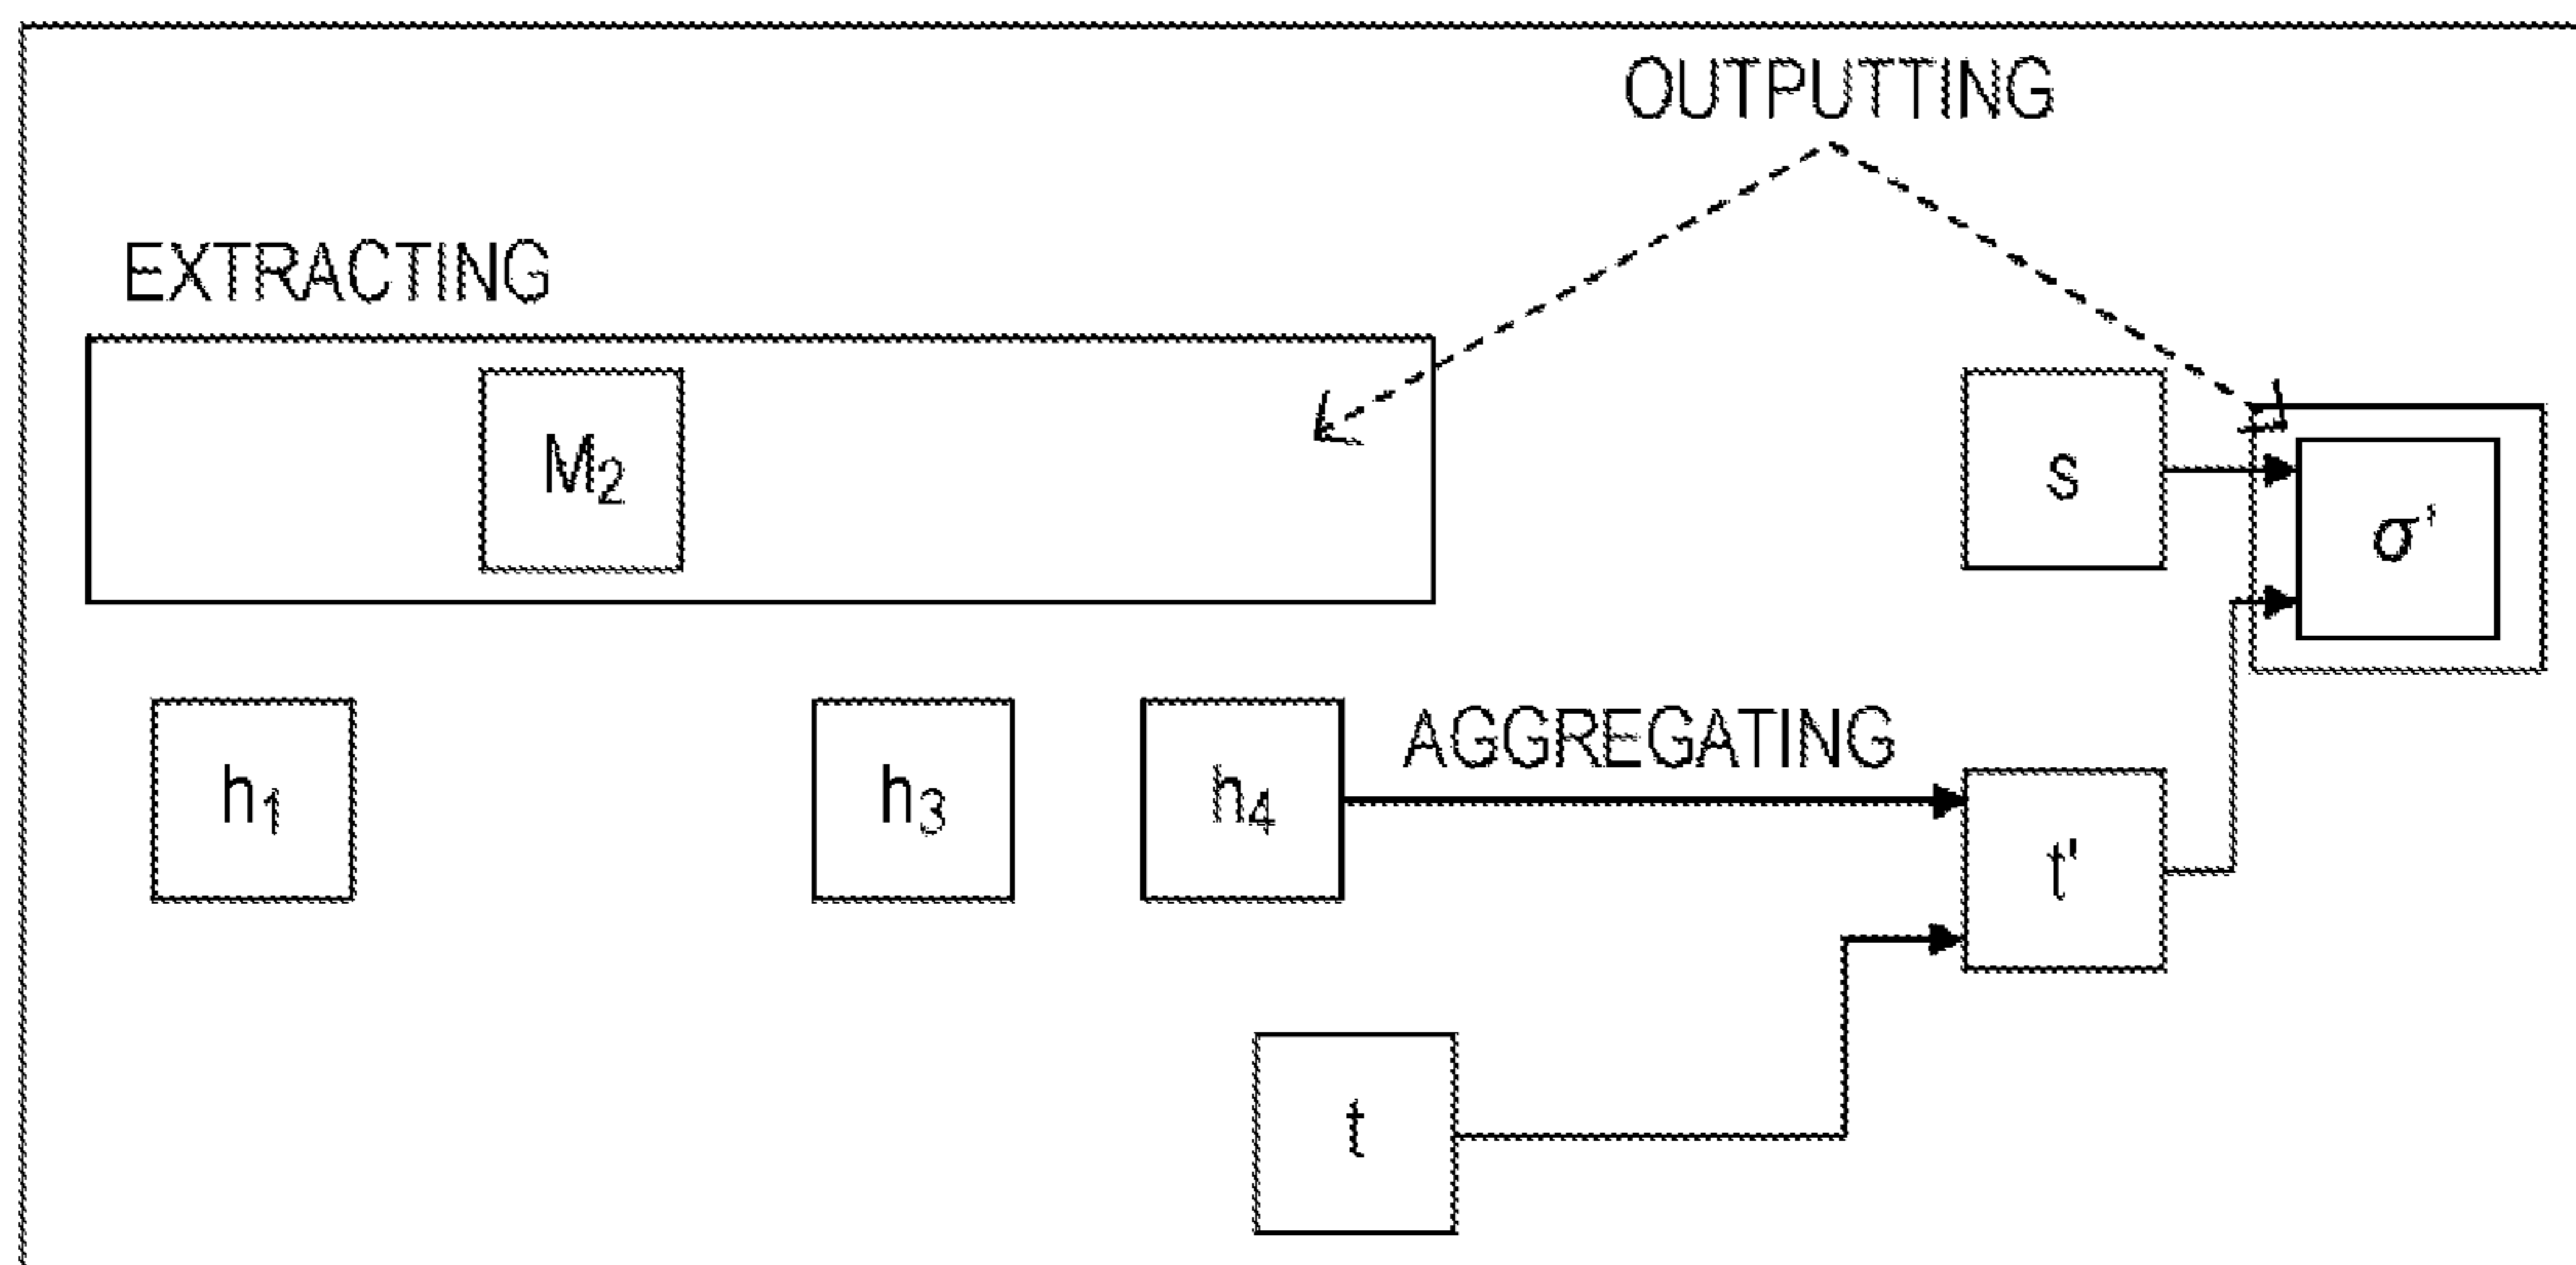 OUTPUTTING
EXTRACTING
M₂
s
σ'
h₁
h₃
h₄
AGGREGATING
t'
t